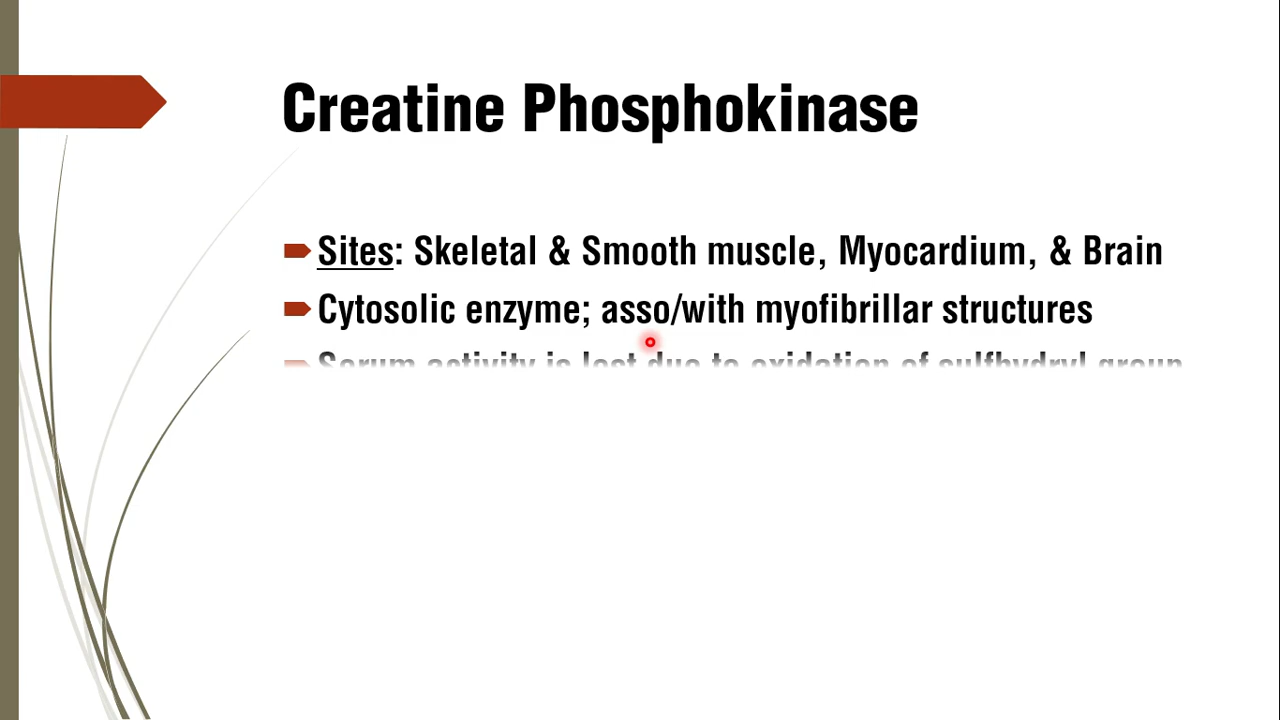 Creatine Phosphokinase
Sites: Skeletal & Smooth muscle, Myocardium, & Brain
Cytosolic enzyme; asso/with myofibrillar structures
Serum activity is lost due to oxidation of sulfhydryl group